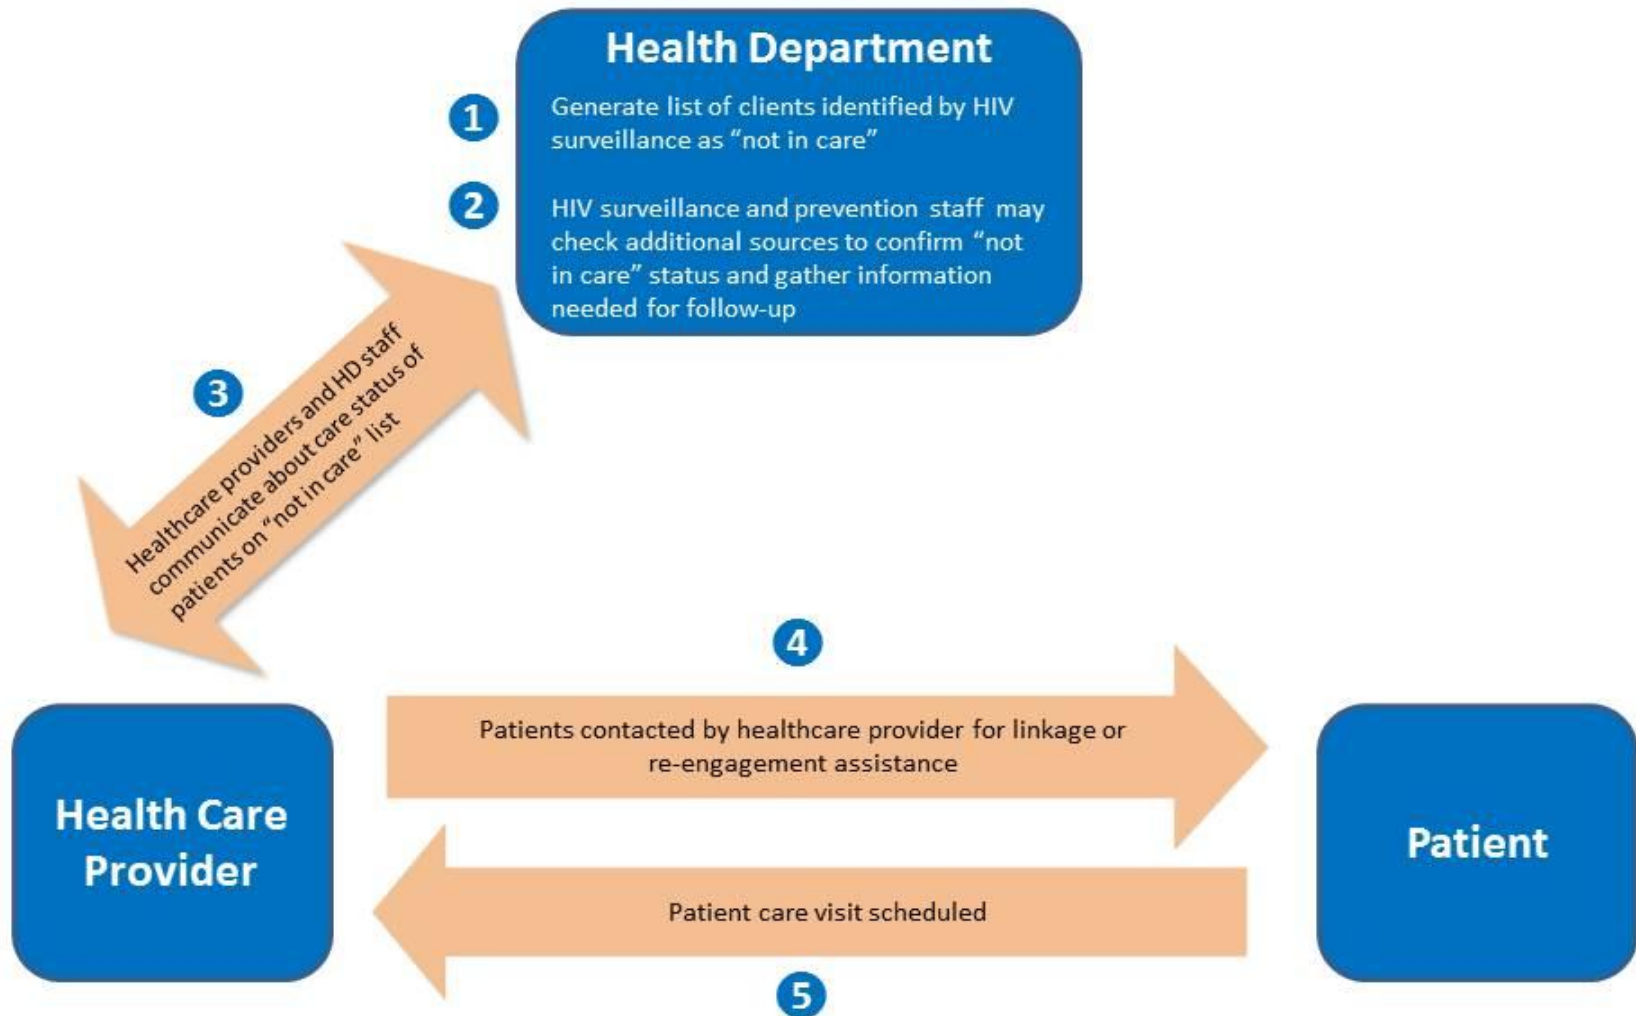 Health Department
1
Generate list of clients identified by HIV
surveillance as “not in care”
2
HIV surveillance and prevention staff may
check additional sources to confirm “not
in care” status and gather information
needed for follow-up
3
Healthcare providers and HD staff
communicate about care status of
patients on “not in care” list
4
Patients contacted by healthcare provider for linkage or
re-engagement assistance
Health Care
Provider
Patient
Patient care visit scheduled
5